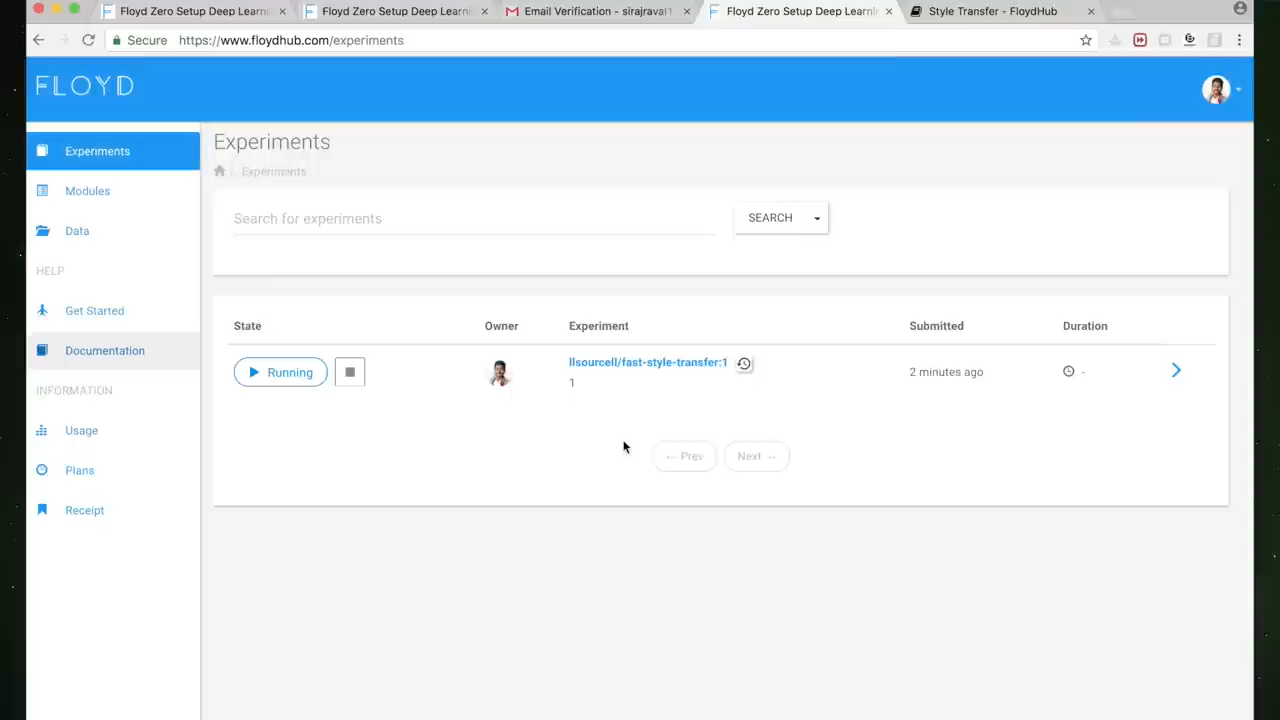 Floyd Zero Setup Deep Learnin
Floyd Zero Setup Deep Learnin
Email Verification - sirajraval1
Floyd Zero Setup Deep Learnin
Style Transfer - FloydHub
Secure
https://www.floydhub.com/experiments
FLOYD
Experiments
Modules
Data
HELP
Get Started
Documentation
INFORMATION
Usage
Plans
Receipt
Experiments
Experiments
Search for experiments
SEARCH
State Owner Experiment Submitted Duration
Running llsourcell/fast-style-transfer:1 2 minutes ago -
1
← Prev Next →